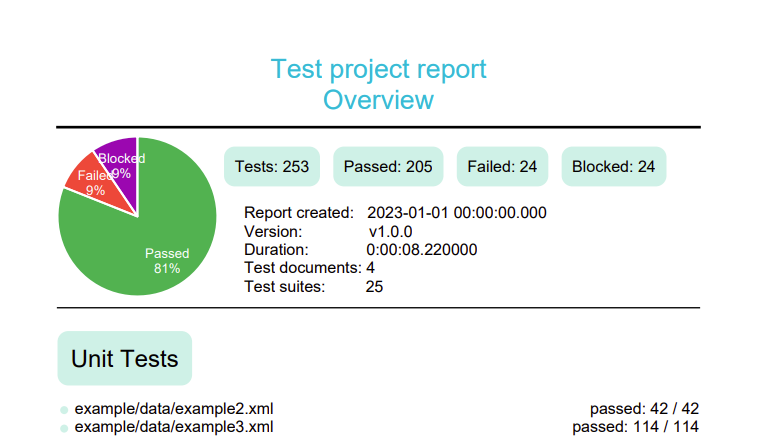 Test project report
Overview
Blocked
9%
Failed
9%
Passed
81%
Tests: 253
Passed: 205
Failed: 24
Blocked: 24
Report created: 2023-01-01 00:00:00.000
Version: v1.0.0
Duration: 0:00:08.220000
Test documents: 4
Test suites: 25
Unit Tests
example/data/example2.xml passed: 42 / 42
example/data/example3.xml passed: 114 / 114